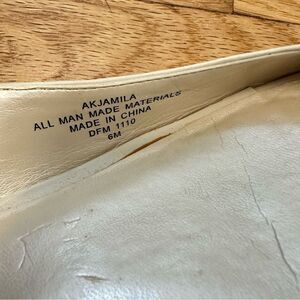 AKJAMILA
ALL MAN MADE MATERIALS
MADE IN CHINA
DFM 1110
6M